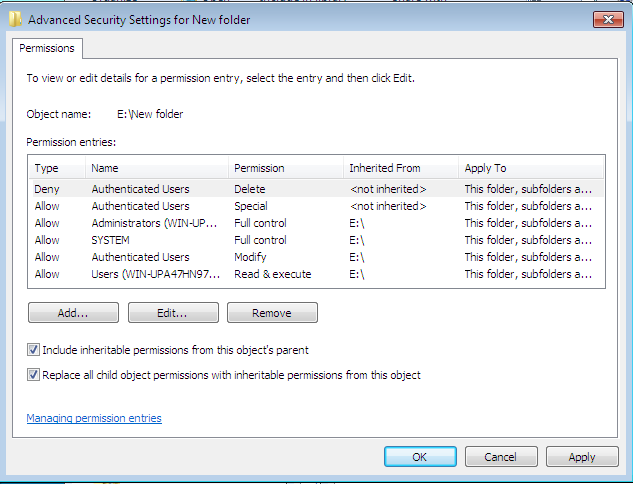 Advanced Security Settings for New folder
Permissions
To view or edit details for a permission entry, select the entry and then click Edit.
Object name: E:\New folder
Permission entries:
Type Name Permission Inherited From Apply To
Deny Authenticated Users Delete <not inherited> This folder, subfolders a...
Allow Authenticated Users Special <not inherited> This folder, subfolders a...
Allow Administrators (WIN-UP... Full control E:\ This folder, subfolders a...
Allow SYSTEM Full control E:\ This folder, subfolders a...
Allow Authenticated Users Modify E:\ This folder, subfolders a...
Allow Users (WIN-UPA47HN97... Read & execute E:\ This folder, subfolders a...
Add... Edit... Remove
Include inheritable permissions from this object's parent
Replace all child object permissions with inheritable permissions from this object
Managing permission entries
OK Cancel Apply